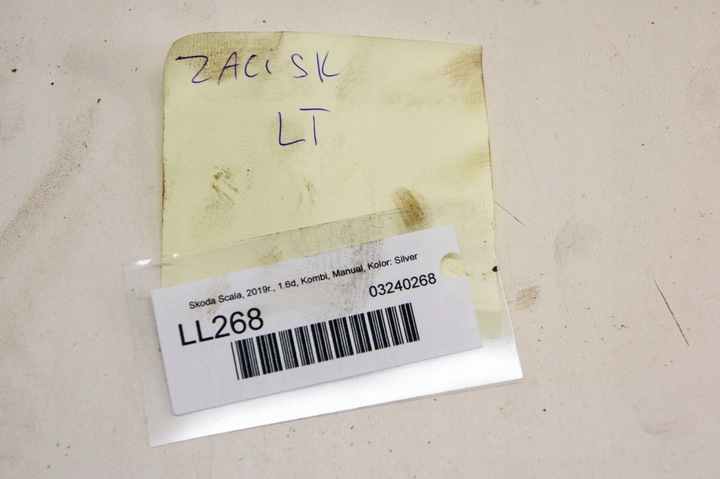 ZACISK
LT
Skoda Scala, 2019r., 1.6d, Kombi, Manual, Kolor: Silver
03240268
LL268